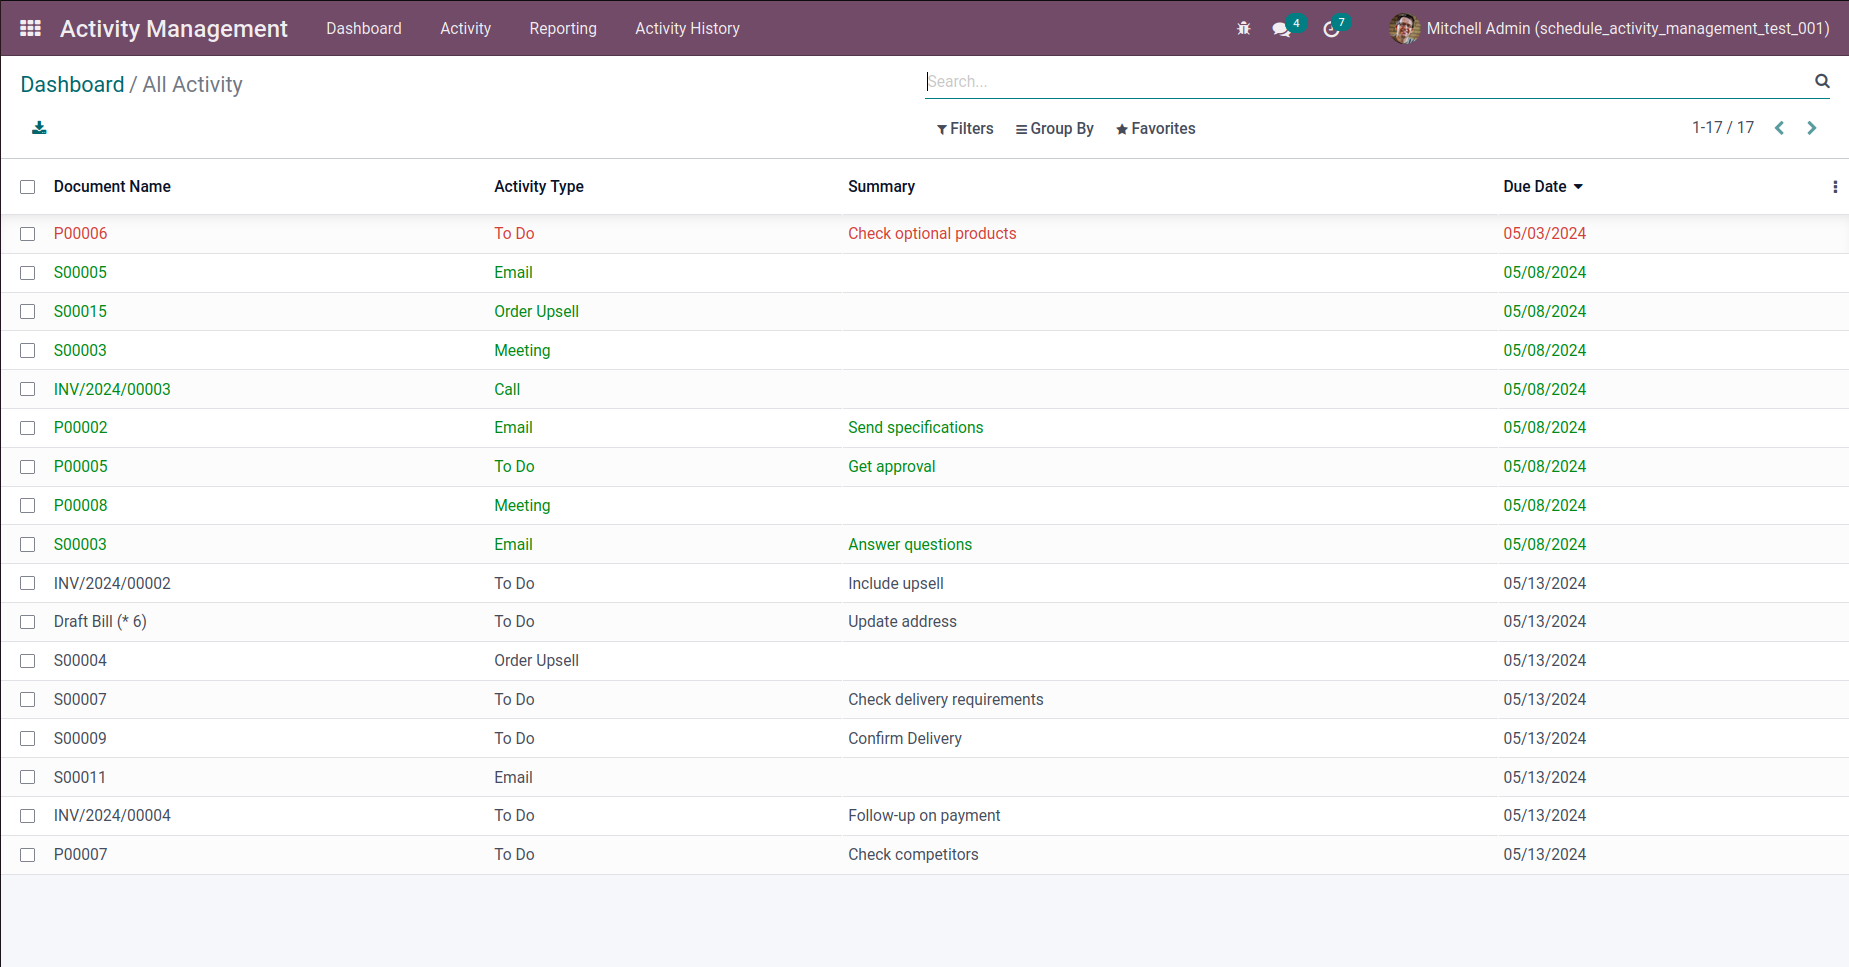 Activity Management Dashboard Activity Reporting Activity History 4 7 Mitchell Admin (schedule_activity_management_test_001)
Dashboard / All Activity Search...
Filters Group By Favorites 1-17 / 17
Document Name Activity Type Summary Due Date
P00006 To Do Check optional products 05/03/2024
S00005 Email 05/08/2024
S00015 Order Upsell 05/08/2024
S00003 Meeting 05/08/2024
INV/2024/00003 Call 05/08/2024
P00002 Email Send specifications 05/08/2024
P00005 To Do Get approval 05/08/2024
P00008 Meeting 05/08/2024
S00003 Email Answer questions 05/08/2024
INV/2024/00002 To Do Include upsell 05/13/2024
Draft Bill (* 6) To Do Update address 05/13/2024
S00004 Order Upsell 05/13/2024
S00007 To Do Check delivery requirements 05/13/2024
S00009 To Do Confirm Delivery 05/13/2024
S00011 Email 05/13/2024
INV/2024/00004 To Do Follow-up on payment 05/13/2024
P00007 To Do Check competitors 05/13/2024